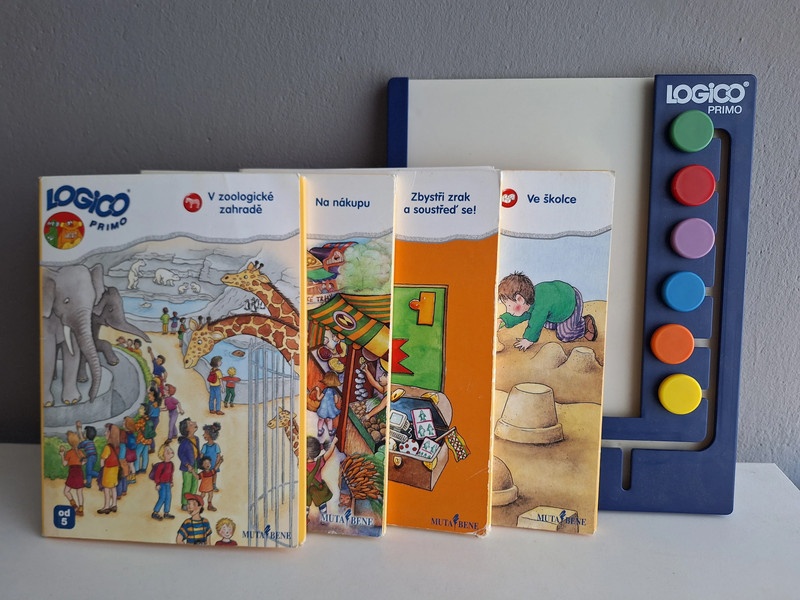 LOGICO®
PRIMO
V zoologické
zahradě
od
5
MUTABENE
Na nákupu
MUTABENE
Zbystři zrak
a soustřeď se!
1
MUTABENE
Ve školce
MUTABENE
LOGICO®
PRIMO